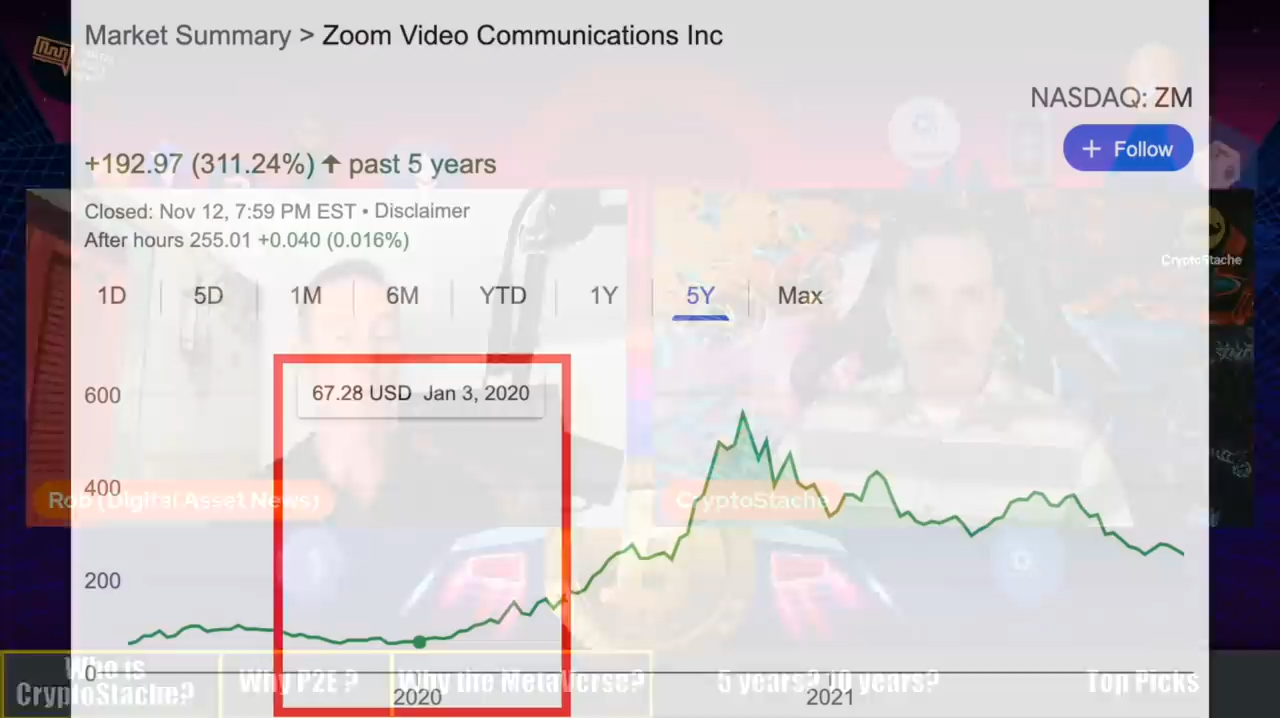 Market Summary > Zoom Video Communications Inc
NASDAQ: ZM
+ Follow
+192.97 (311.24%) ↑ past 5 years
Closed: Nov 12, 7:59 PM EST • Disclaimer
After hours 255.01 +0.040 (0.016%)
CryptoStache
1D 5D 1M 6M YTD 1Y 5Y Max
67.28 USD Jan 3, 2020
600
400
200
0
2020 2021
Rob (Digital Asset News)
CryptoStache
Who is
CryptoStache?
Why P2E ?
Why the MetaVerse?
5 years? 10 years?
Top Picks